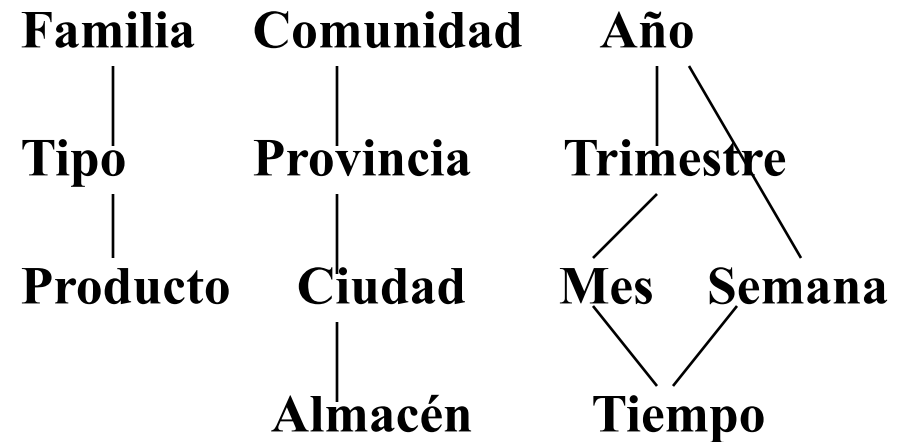 Familia Comunidad Año
Tipo Provincia Trimestre
Producto Ciudad Mes Semana
Almacén Tiempo